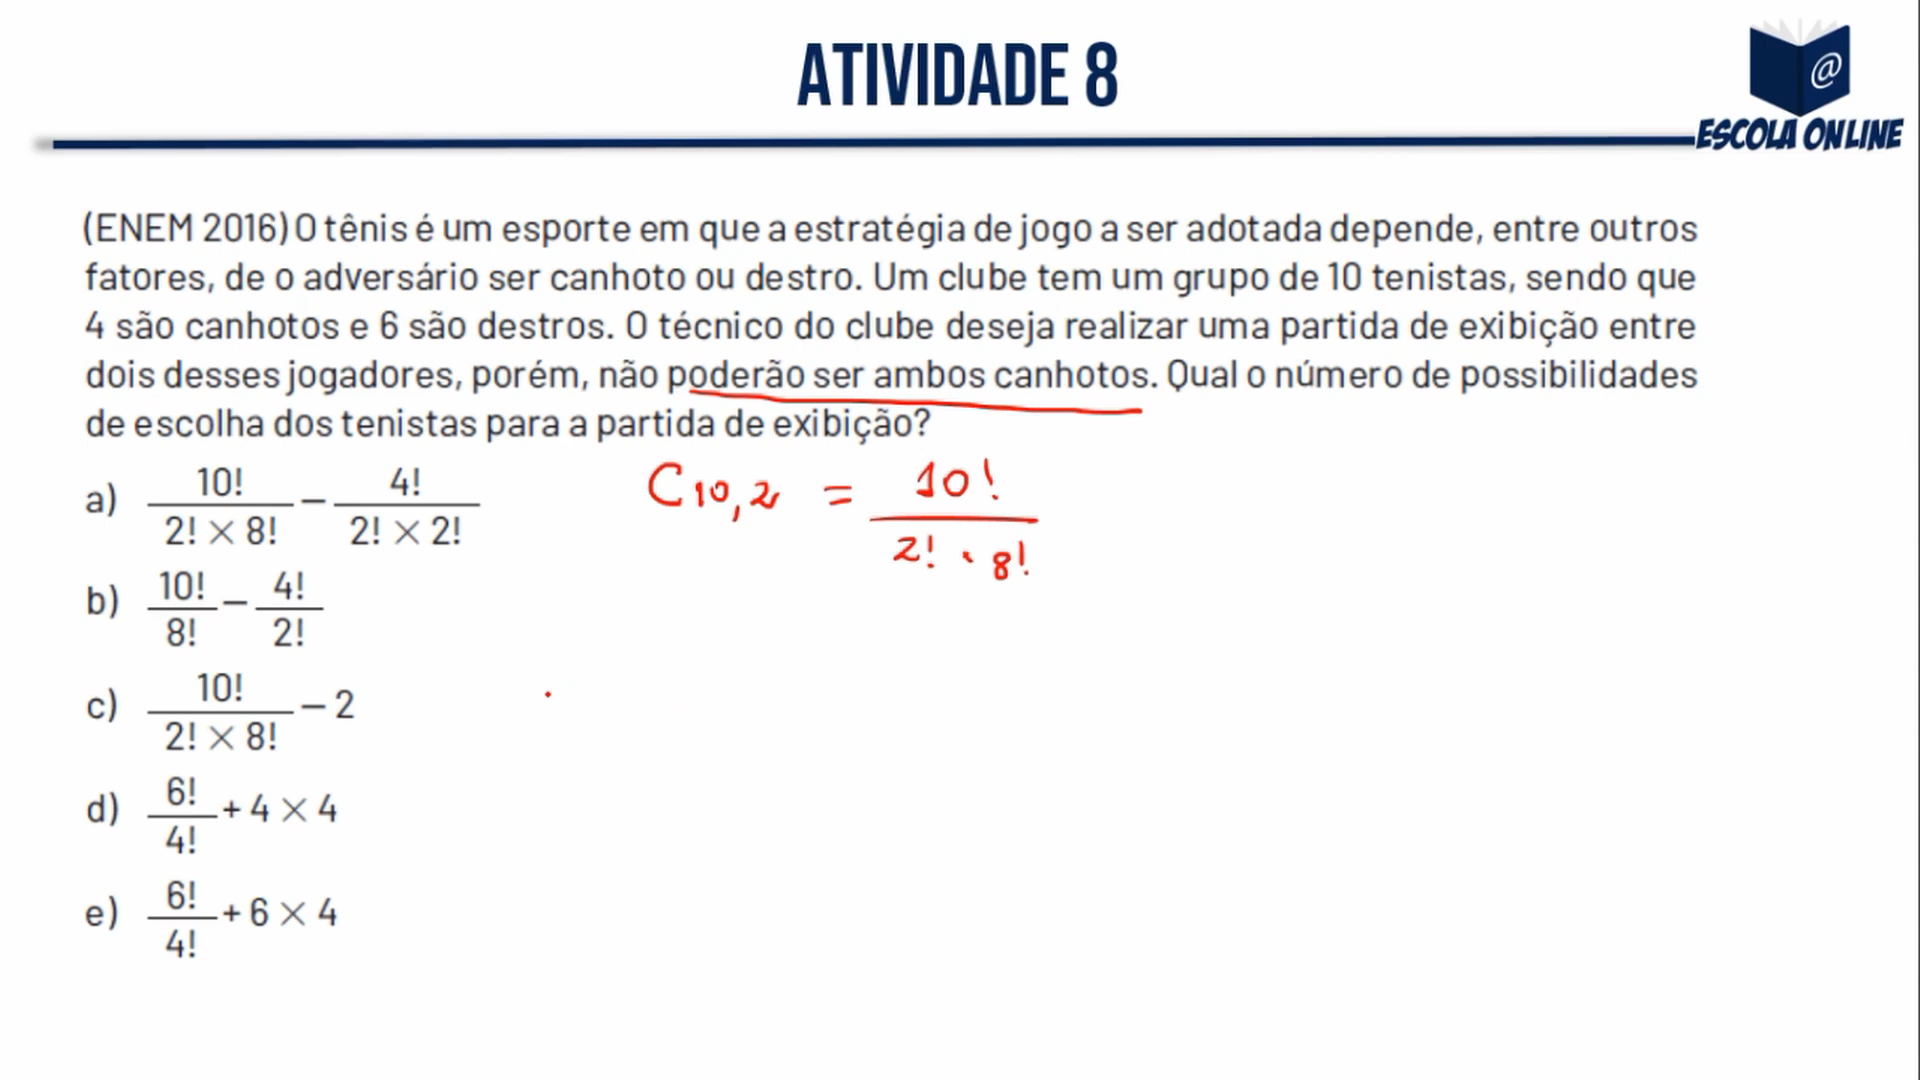 ATIVIDADE 8
@
ESCOLA ONLINE
(ENEM 2016) O tênis é um esporte em que a estratégia de jogo a ser adotada depende, entre outros
fatores, de o adversário ser canhoto ou destro. Um clube tem um grupo de 10 tenistas, sendo que
4 são canhotos e 6 são destros. O técnico do clube deseja realizar uma partida de exibição entre
dois desses jogadores, porém, não poderão ser ambos canhotos. Qual o número de possibilidades
de escolha dos tenistas para a partida de exibição?
a) 10!/(2! × 8!) − 4!/(2! × 2!)
C10,2 = 10!/(2! · 8!)
b) 10!/8! − 4!/2!
c) 10!/(2! × 8!) − 2
d) 6!/4! + 4 × 4
e) 6!/4! + 6 × 4